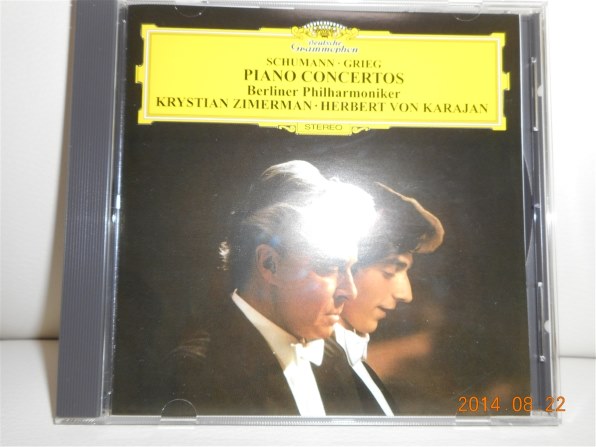 Deutsche
Grammophon
SCHUMANN · GRIEG
PIANO CONCERTOS
Berliner Philharmoniker
KRYSTIAN ZIMERMAN · HERBERT VON KARAJAN
STEREO
2014 08 22